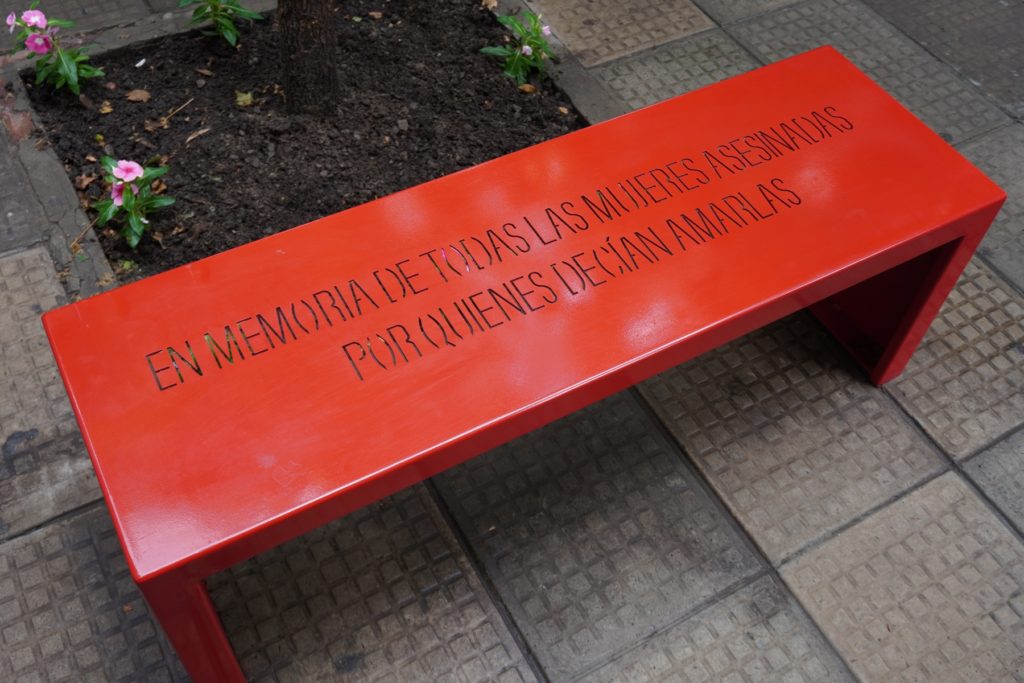 EN MEMORIA DE TODAS LAS MUJERES ASESINADAS
POR QUIENES DECÍAN AMARLAS